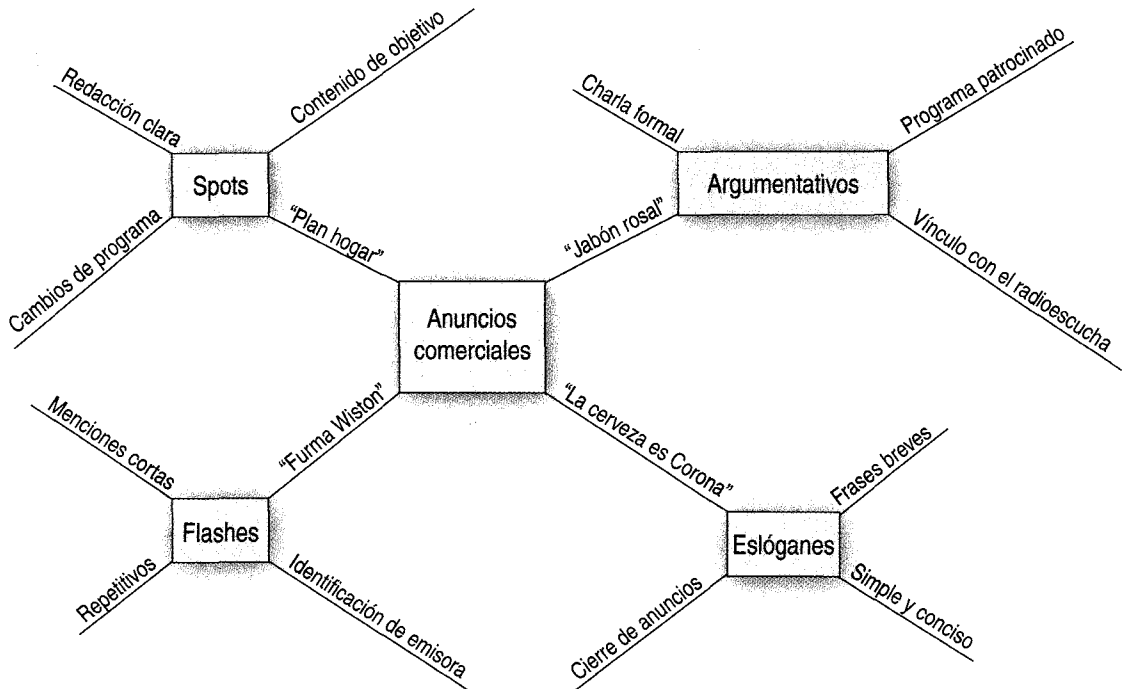 Redacción clara
Contenido de objetivo
Spots
Cambios de programa
“Plan hogar”
Charla formal
Programa patrocinado
Argumentativos
“Jabón rosal”
Vínculo con el radioescucha
Anuncios
comerciales
Menciones cortas
“Furma Wiston”
Flashes
Repetitivos
Identificación de emisora
“La cerveza es Corona”
Frases breves
Eslóganes
Cierre de anuncios
Simple y conciso